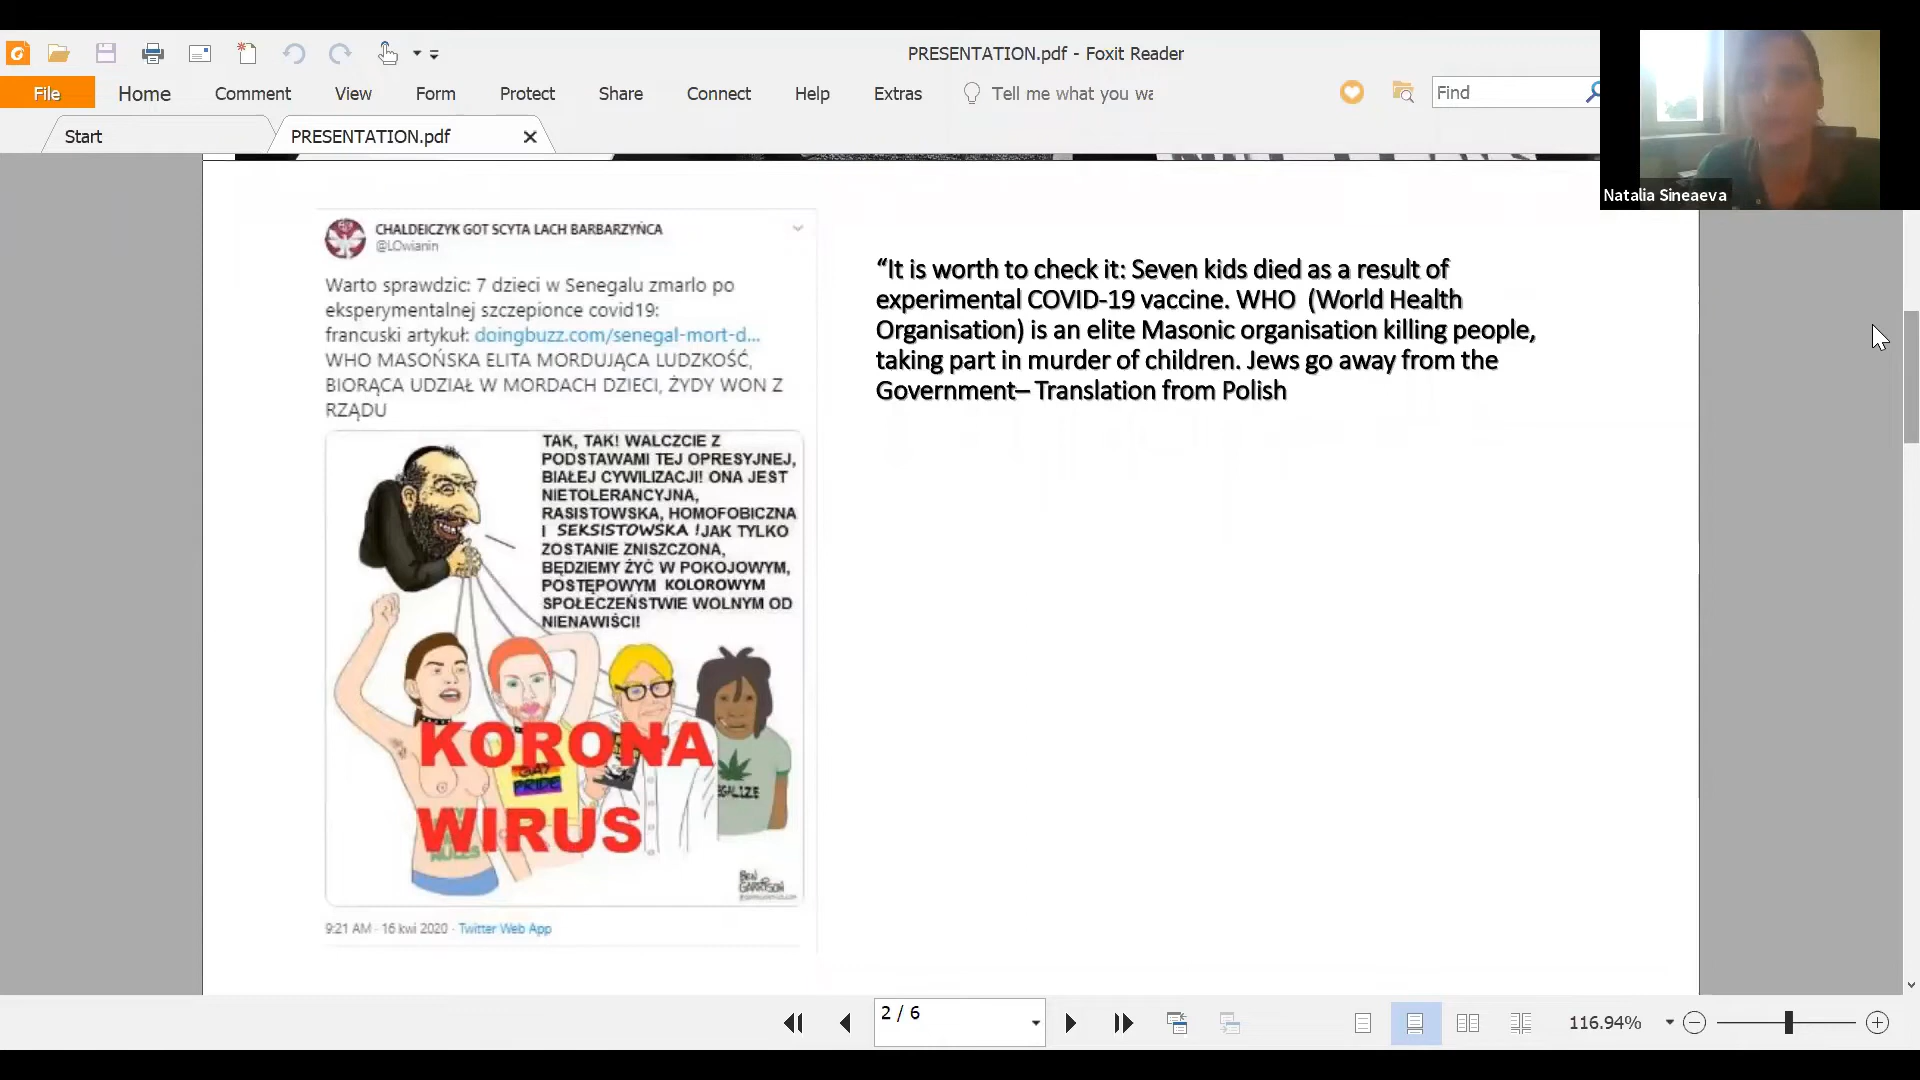 PRESENTATION.pdf - Foxit Reader
File
Home
Comment
View
Form
Protect
Share
Connect
Help
Extras
Tell me what you wa
Find
Start
PRESENTATION.pdf
Natalia Sineaeva
CHALDEJCZYK GOT SCYTA LACH BARBARZYŃCA
@LOwianin
Warto sprawdzic: 7 dzieci w Senegalu zmarlo po
eksperymentalnej szczepionce covid19:
francuski artykuł: doingbuzz.com/senegal-mort-d...
WHO MASOŃSKA ELITA MORDUJĄCA LUDZKOŚĆ,
BIORĄCA UDZIAŁ W MORDACH DZIECI, ŻYDY WON Z
RZĄDU
TAK, TAK! WALCZCIE Z
PODSTAWAMI TEJ OPRESYJNEJ,
BIAŁEJ CYWILIZACJI! ONA JEST
NIETOLERANCYJNA,
RASISTOWSKA, HOMOFOBICZNA
I SEKSISTOWSKA ! JAK TYLKO
ZOSTANIE ZNISZCZONA,
BĘDZIEMY ŻYĆ W POKOJOWYM,
POSTĘPOWYM KOLOROWYM
SPOŁECZEŃSTWIE WOLNYM OD
NIENAWIŚCI!
KORONA
WIRUS
GAY
PRIDE
EGALIZE
BEN
GARRISON
9:21 AM · 16 kwi 2020 · Twitter Web App
“It is worth to check it: Seven kids died as a result of
experimental COVID-19 vaccine. WHO (World Health
Organisation) is an elite Masonic organisation killing people,
taking part in murder of children. Jews go away from the
Government– Translation from Polish
2 / 6
116.94%